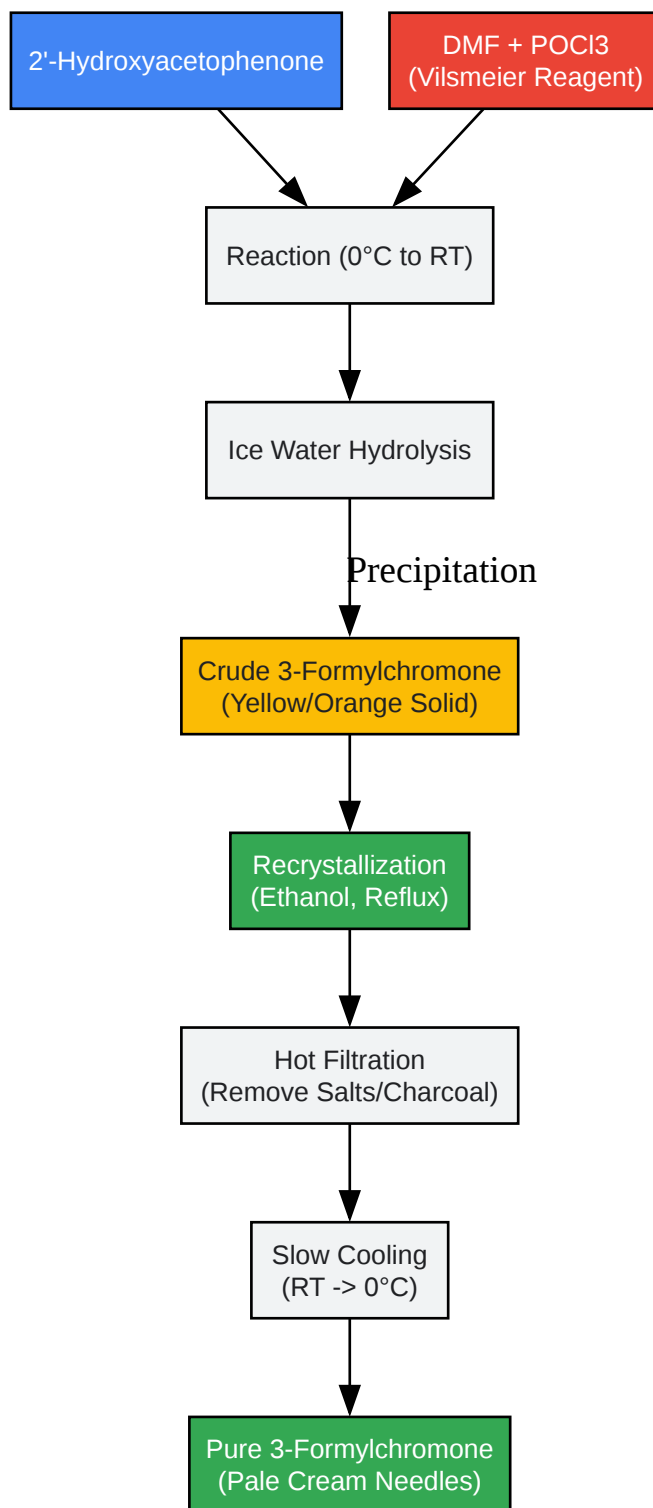 2'-Hydroxyacetophenone
DMF + POCl3
(Vilsmeier Reagent)
Reaction (0°C to RT)
Ice Water Hydrolysis
Precipitation
Crude 3-Formylchromone
(Yellow/Orange Solid)
Recrystallization
(Ethanol, Reflux)
Hot Filtration
(Remove Salts/Charcoal)
Slow Cooling
(RT -> 0°C)
Pure 3-Formylchromone
(Pale Cream Needles)